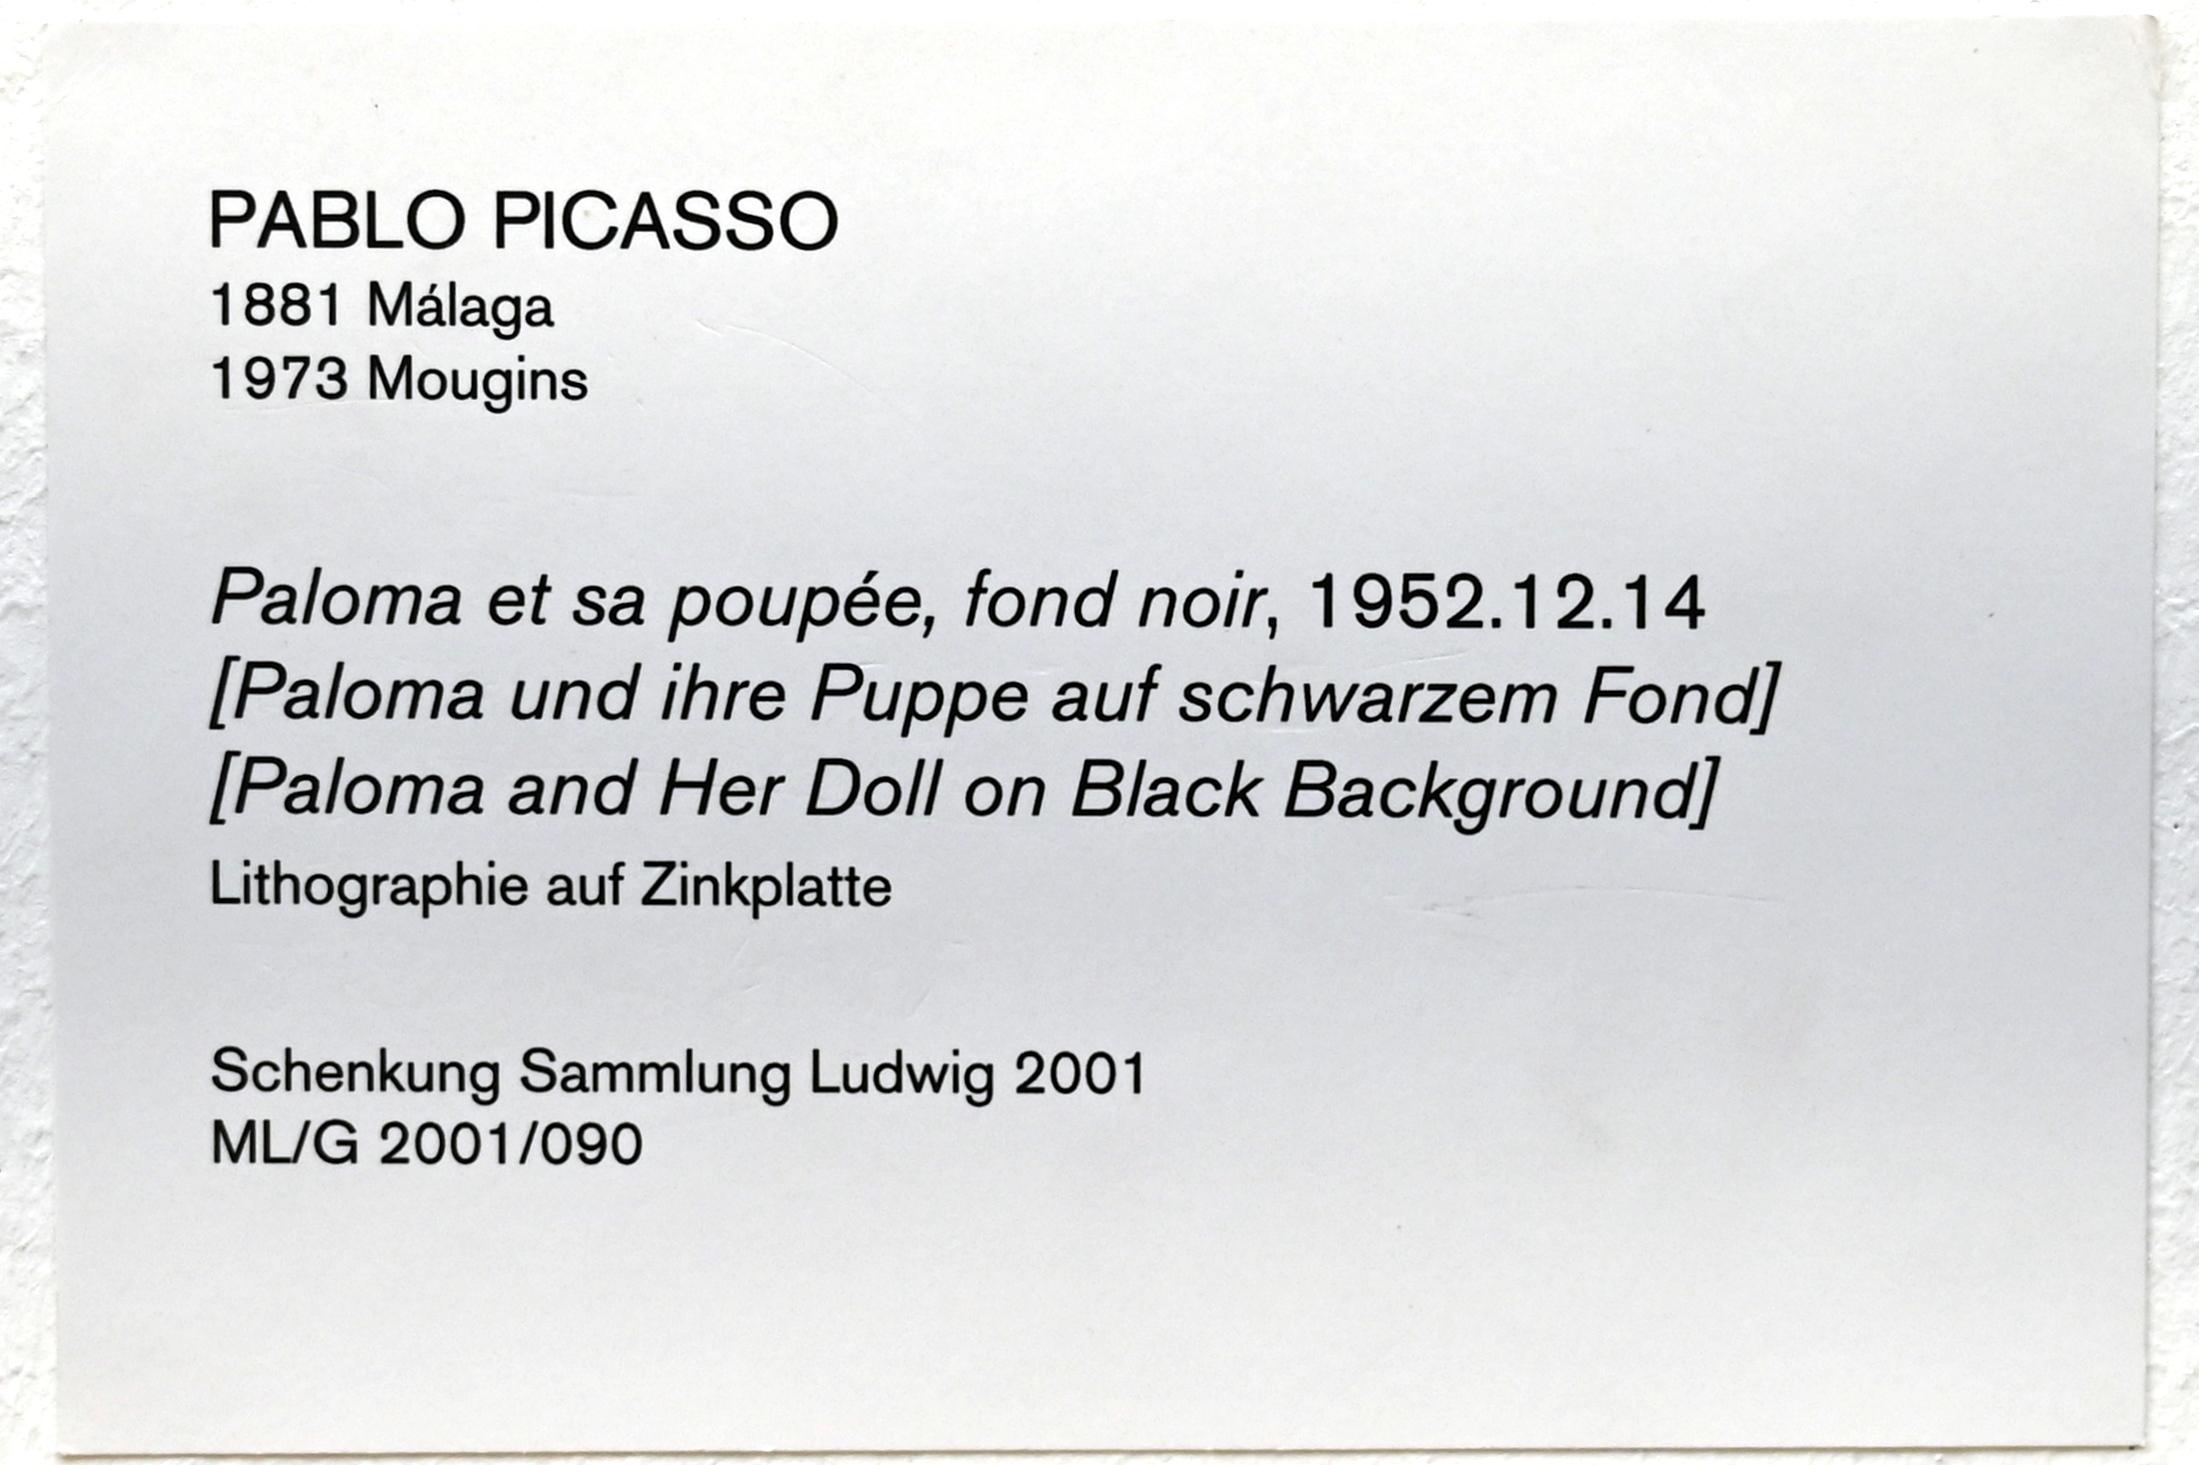 PABLO PICASSO
1881 Málaga
1973 Mougins
Paloma et sa poupée, fond noir, 1952.12.14
[Paloma und ihre Puppe auf schwarzem Fond]
[Paloma and Her Doll on Black Background]
Lithographie auf Zinkplatte
Schenkung Sammlung Ludwig 2001
ML/G 2001/090